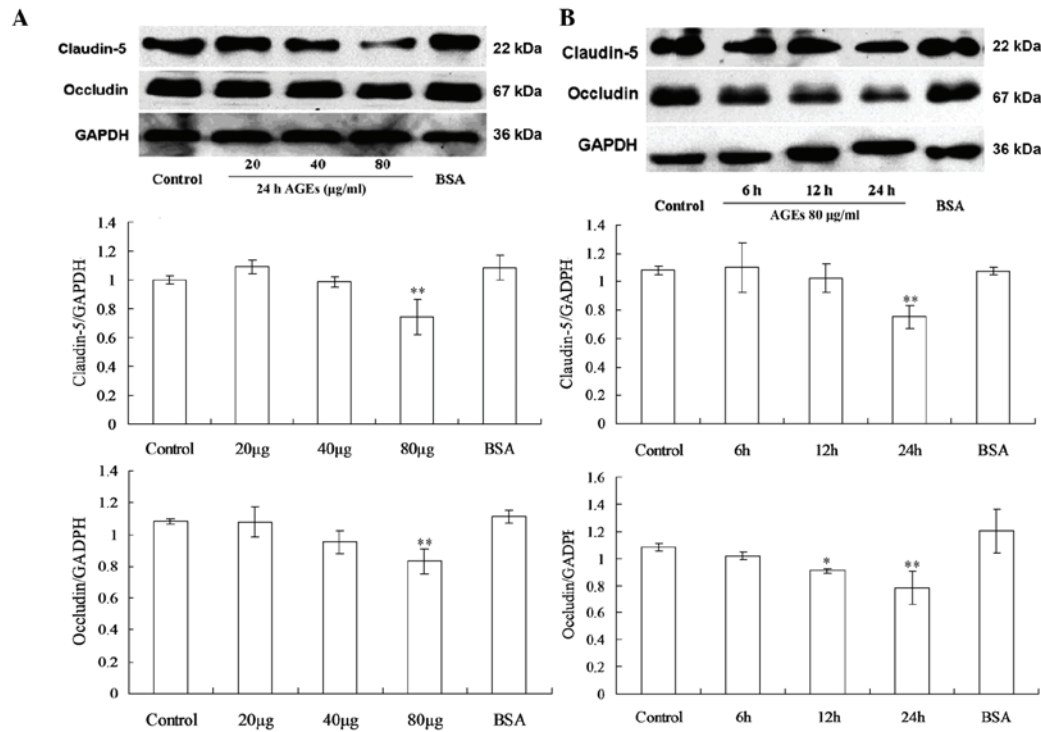 A
Claudin-5
22 kDa
Occludin
67 kDa
GAPDH
36 kDa
Control
20
40
80
BSA
24 h AGEs (µg/ml)
Claudin-5/GAPDH
1.4
1.2
1
0.8
0.6
0.4
0.2
0
**
Control
20µg
40µg
80µg
BSA
Occludin/GADPH
1.4
1.2
1
0.8
0.6
0.4
0.2
0
**
Control
20µg
40µg
80µg
BSA
B
Claudin-5
22 kDa
Occludin
67 kDa
GAPDH
36 kDa
Control
6 h
12 h
24 h
BSA
AGEs 80 µg/ml
Claudin-5/GADPH
1.4
1.2
1
0.8
0.6
0.4
0.2
0
**
Control
6h
12h
24h
BSA
Occludin/GADPI
1.6
1.4
1.2
1
0.8
0.6
0.4
0.2
0
*
**
Control
6h
12h
24h
BSA